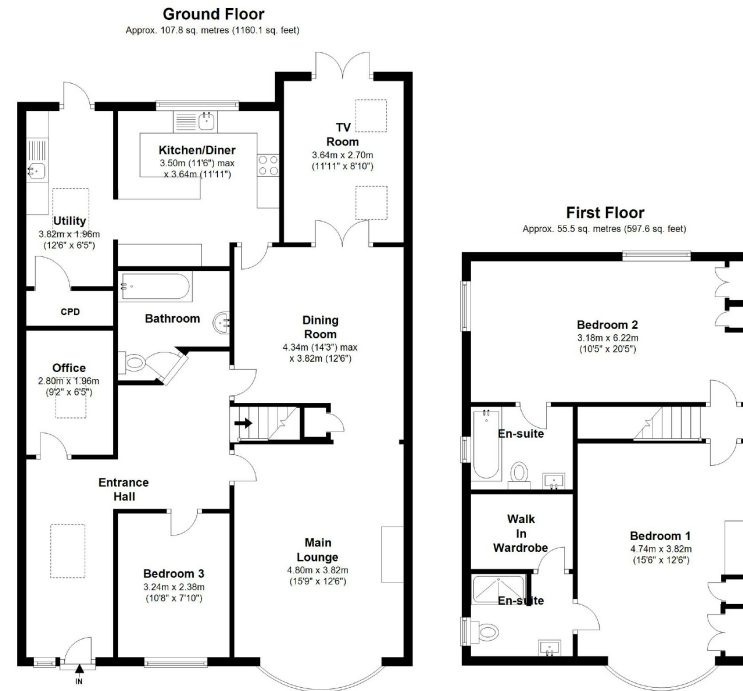 Ground Floor
Approx. 107.8 sq. metres (1160.1 sq. feet)
Kitchen/Diner
3.50m (11'6") max
x 3.64m (11'11")
TV
Room
3.64m x 2.70m
(11'11" x 8'10")
Utility
3.82m x 1.96m
(12'6" x 6'5")
CPD
Bathroom
Dining
Room
4.34m (14'3") max
x 3.82m (12'6")
Office
2.80m x 1.96m
(9'2" x 6'5")
Entrance
Hall
Bedroom 3
3.24m x 2.38m
(10'8" x 7'10")
Main
Lounge
4.80m x 3.82m
(15'9" x 12'6")
IN
First Floor
Approx. 55.5 sq. metres (597.6 sq. feet)
Bedroom 2
3.18m x 6.22m
(10'5" x 20'5")
En-suite
Walk
In
Wardrobe
Bedroom 1
4.74m x 3.82m
(15'6" x 12'6")
En-suite